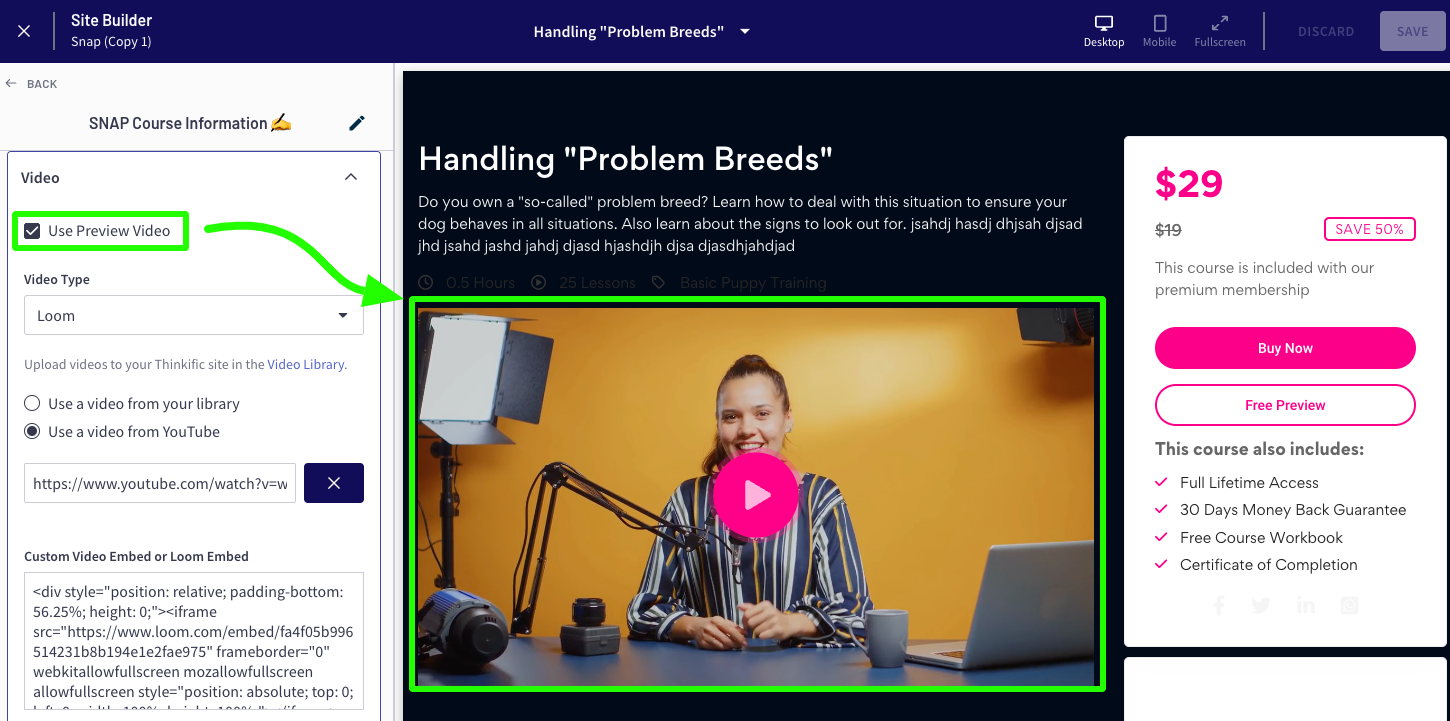 Site Builder
Snap (Copy 1)
Handling "Problem Breeds"
Desktop
Mobile
Fullscreen
DISCARD
SAVE
BACK
SNAP Course Information✍️
Video
Use Preview Video
Video Type
Loom
Upload videos to your Thinkific site in the Video Library.
Use a video from your library
Use a video from YouTube
https://www.youtube.com/watch?v=w
Custom Video Embed or Loom Embed
<div style="position: relative; padding-bottom:
56.25%; height: 0;"><iframe
src="https://www.loom.com/embed/fa4f05b996
514231b8b194e1e2fae975" frameborder="0"
webkitallowfullscreen mozallowfullscreen
allowfullscreen style="position: absolute; top: 0;
Handling "Problem Breeds"
Do you own a "so-called" problem breed? Learn how to deal with this situation to ensure your
dog behaves in all situations. Also learn about the signs to look out for. jsahdj hasdj dhjsah djsad
jhd jsahd jashd jahdj djasd hjashdjh djsa djasdhjahdjad
0.5 Hours
25 Lessons
Basic Puppy Training
$29
$19
SAVE 50%
This course is included with our
premium membership
Buy Now
Free Preview
This course also includes:
Full Lifetime Access
30 Days Money Back Guarantee
Free Course Workbook
Certificate of Completion